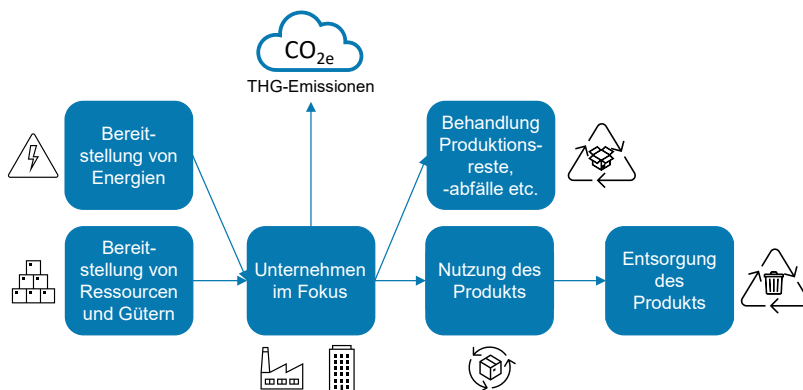 CO2e
THG-Emissionen
Bereit-
stellung von
Energien
Behandlung
Produktions-
reste,
-abfälle etc.
Bereit-
stellung von
Ressourcen
und Gütern
Unternehmen
im Fokus
Nutzung des
Produkts
Entsorgung
des
Produkts